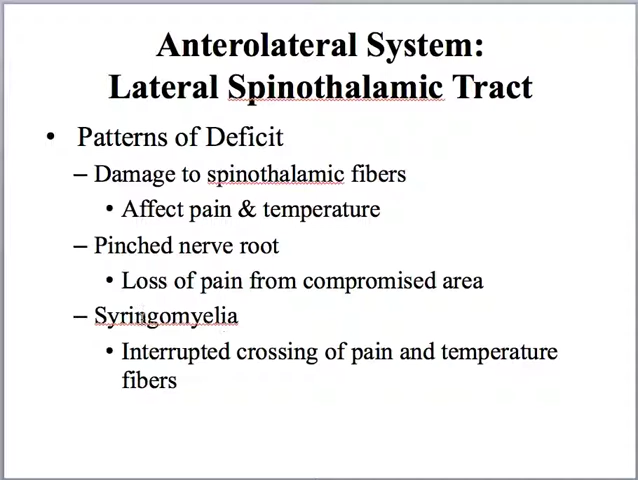 Anterolateral System:
Lateral Spinothalamic Tract
• Patterns of Deficit
– Damage to spinothalamic fibers
• Affect pain & temperature
– Pinched nerve root
• Loss of pain from compromised area
– Syringomyelia
• Interrupted crossing of pain and temperature
fibers